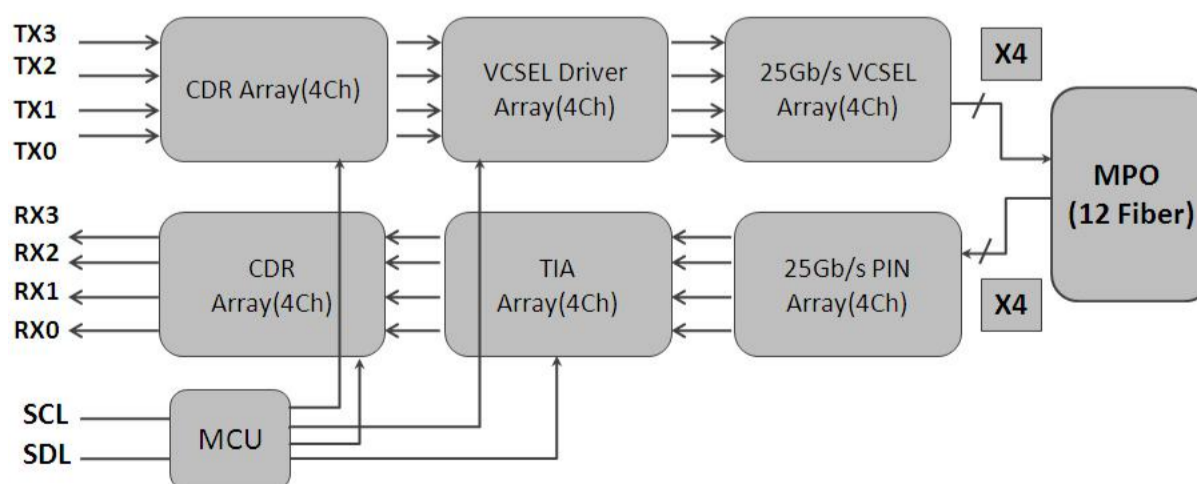 TX3
TX2
TX1
TX0
CDR Array(4Ch)
VCSEL Driver
Array(4Ch)
25Gb/s VCSEL
Array(4Ch)
X4
MPO
(12 Fiber)
RX3
RX2
RX1
RX0
CDR
Array(4Ch)
TIA
Array(4Ch)
25Gb/s PIN
Array(4Ch)
X4
SCL
SDL
MCU